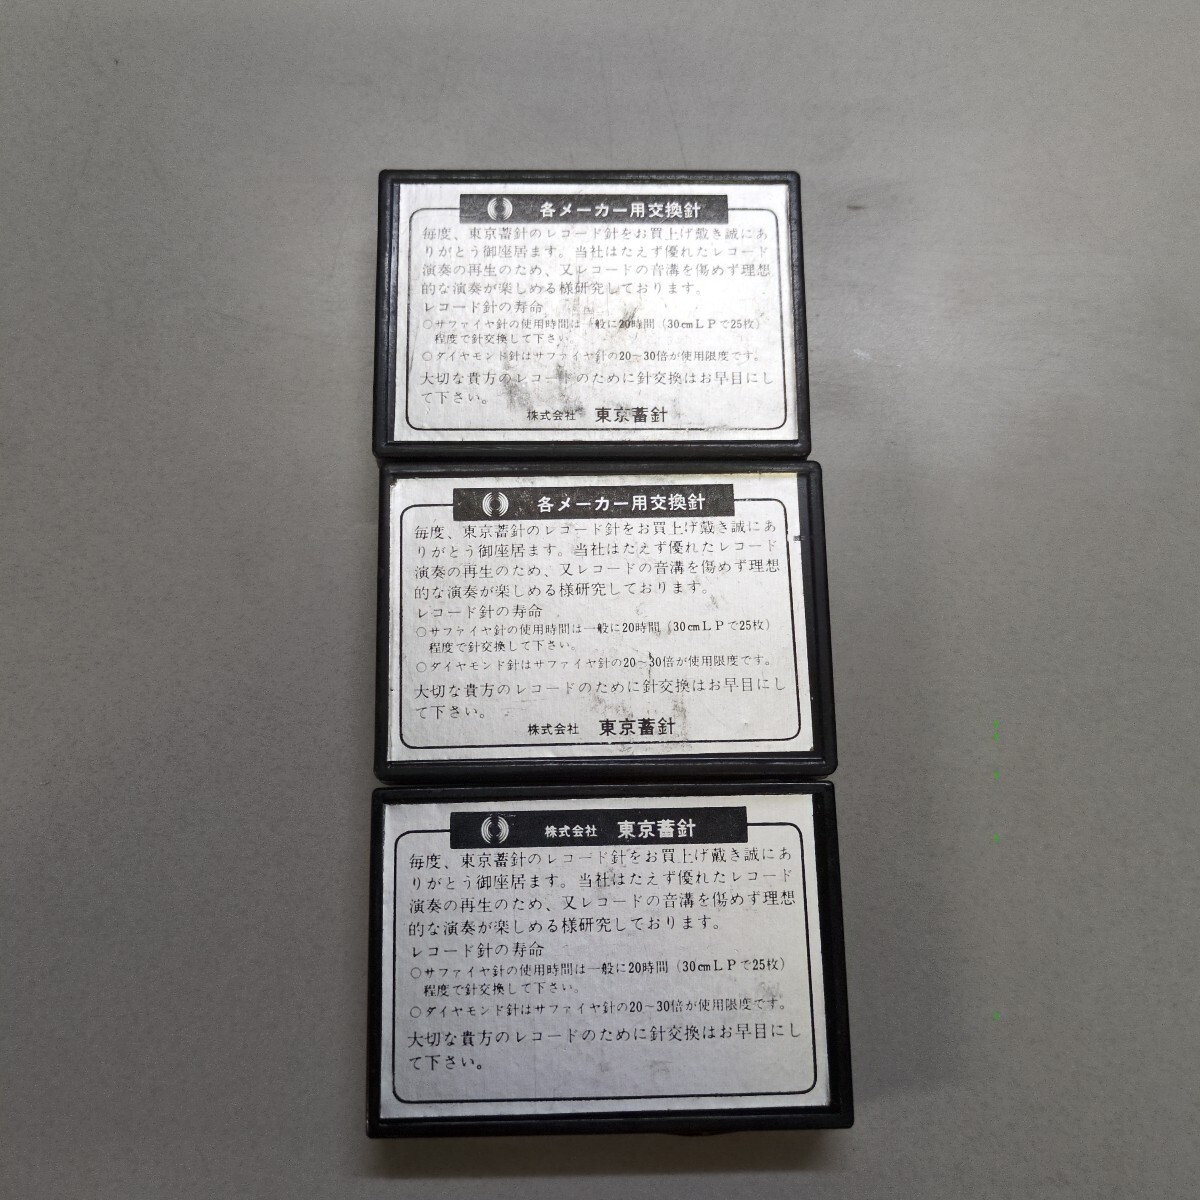 各メーカー用交換針
毎度、東京蓄針のレコード針をお買上げ戴き誠にあ
りがとう御座居ます。当社はたえず優れたレコード
演奏の再生のため、又レコードの音溝を傷めず理想
的な演奏が楽しめる様研究しております。
レコード針の寿命
○サファイヤ針の使用時間は一般に20時間(30cmLPで25枚)
程度で針交換して下さい。
○ダイヤモンド針はサファイヤ針の20～30倍が使用限度です。
大切な貴方のレコードのために針交換はお早目にし
て下さい。
株式会社 東京蓄針
各メーカー用交換針
毎度、東京蓄針のレコード針をお買上げ戴き誠にあ
りがとう御座居ます。当社はたえず優れたレコード
演奏の再生のため、又レコードの音溝を傷めず理想
的な演奏が楽しめる様研究しております。
レコード針の寿命
○サファイヤ針の使用時間は一般に20時間(30cmLPで25枚)
程度で針交換して下さい。
○ダイヤモンド針はサファイヤ針の20～30倍が使用限度です。
大切な貴方のレコードのために針交換はお早目にし
て下さい。
株式会社 東京蓄針
株式会社 東京蓄針
毎度、東京蓄針のレコード針をお買上げ戴き誠にあ
りがとう御座居ます。当社はたえず優れたレコード
演奏の再生のため、又レコードの音溝を傷めず理想
的な演奏が楽しめる様研究しております。
レコード針の寿命
○サファイヤ針の使用時間は一般に20時間(30cmLPで25枚)
程度で針交換して下さい。
○ダイヤモンド針はサファイヤ針の20～30倍が使用限度です。
大切な貴方のレコードのために針交換はお早目にし
て下さい。